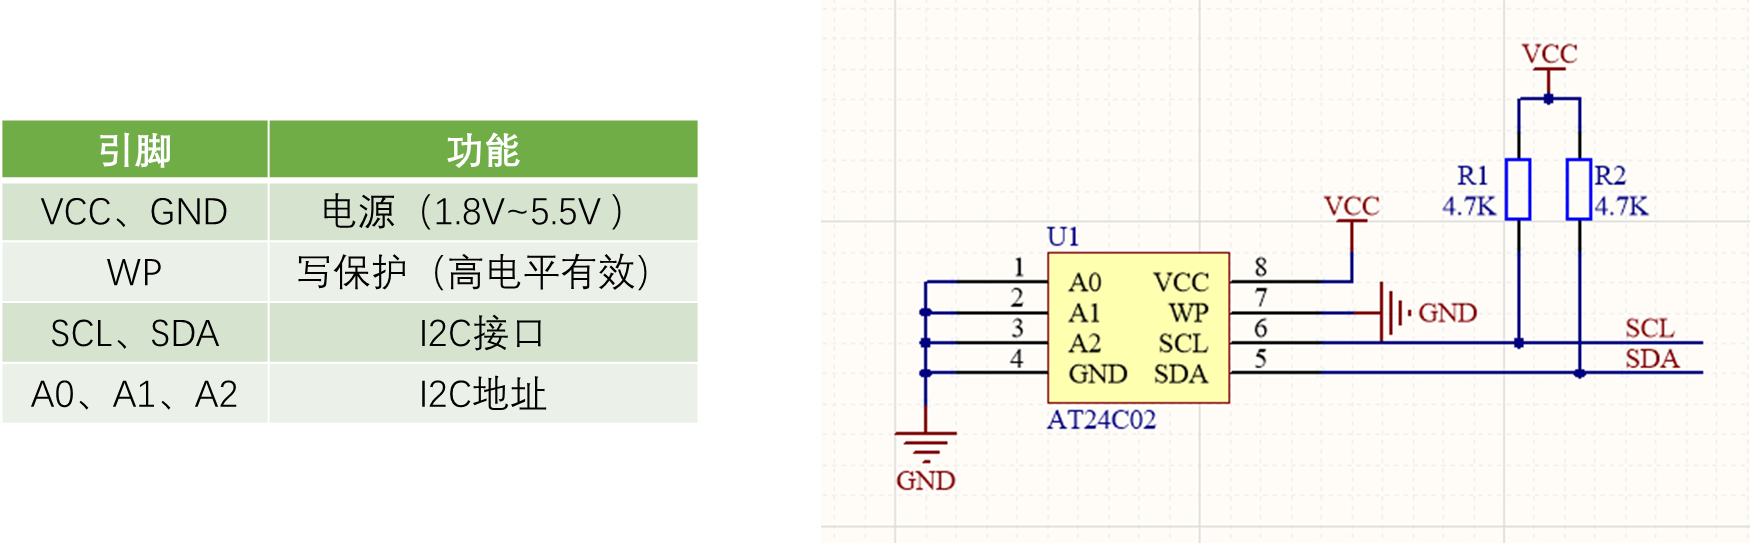 引脚 功能
VCC、GND 电源（1.8V~5.5V ）
WP 写保护（高电平有效）
SCL、SDA I2C接口
A0、A1、A2 I2C地址
VCC
R1 R2
4.7K 4.7K
VCC
U1
1 A0 VCC 8
2 A1 WP 7 GND
3 A2 SCL 6 SCL
4 GND SDA 5 SDA
AT24C02
GND